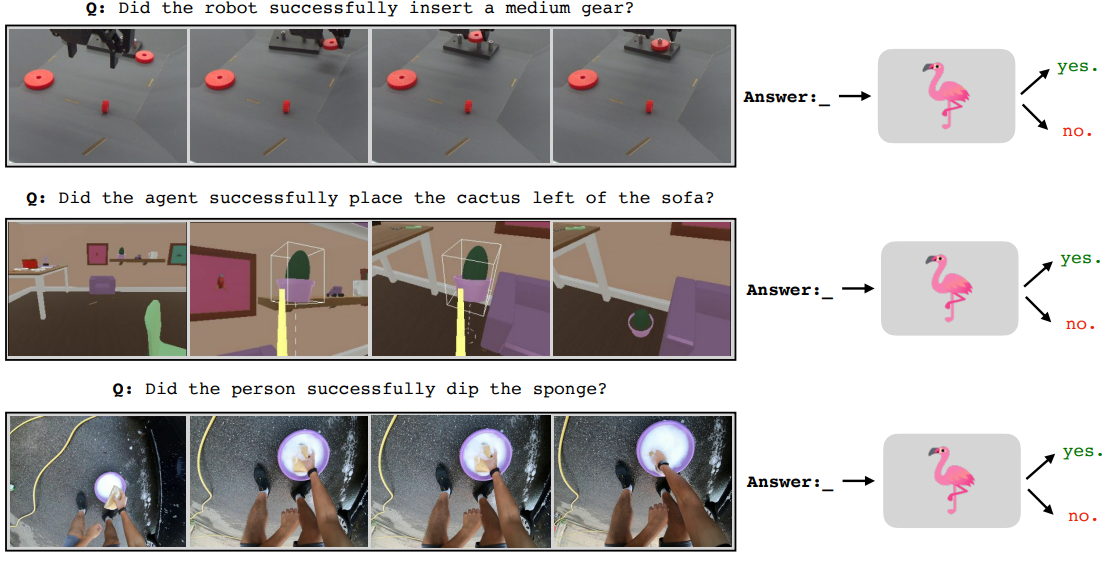 Q: Did the robot successfully insert a medium gear?
Answer:_
yes.
no.
Q: Did the agent successfully place the cactus left of the sofa?
Answer:_
yes.
no.
Q: Did the person successfully dip the sponge?
Answer:_
yes.
no.